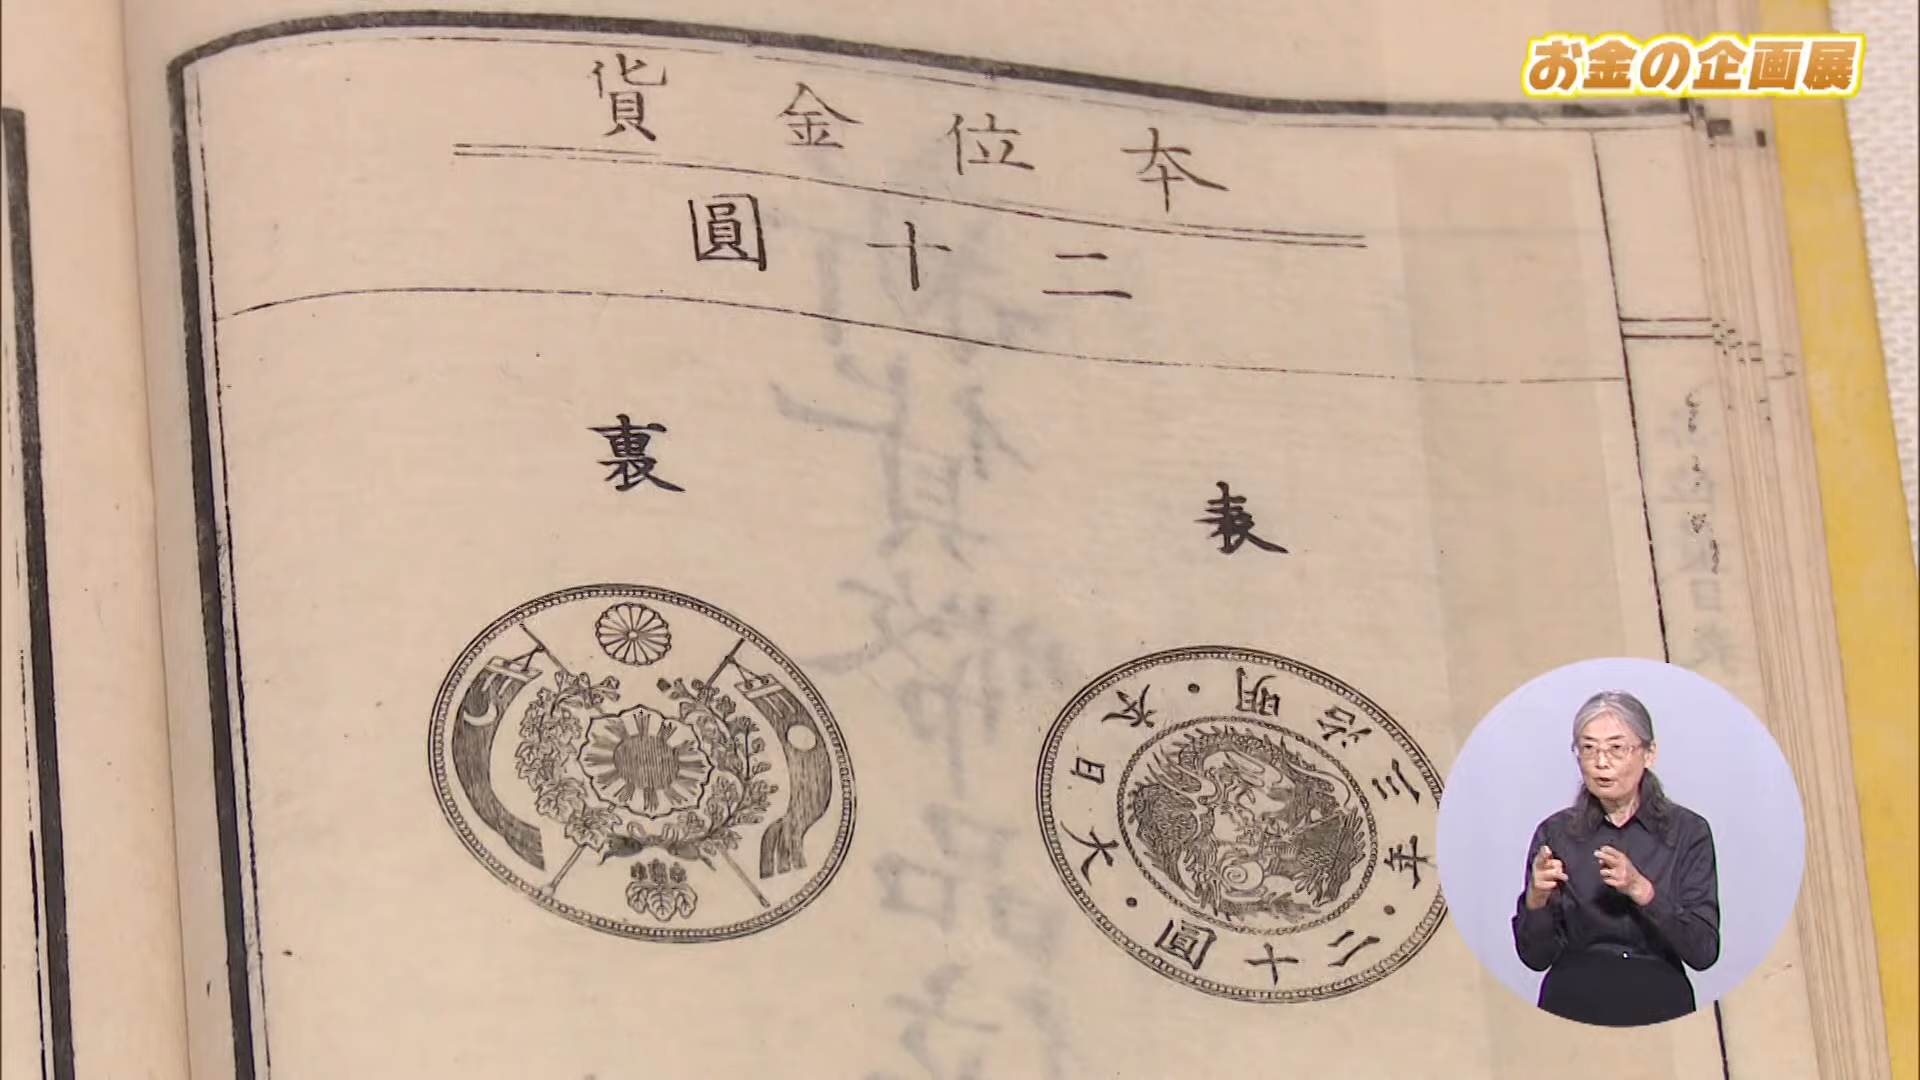 お金の企画展
本位金貨
二十圓
表
裏
大日本・明治三年・二十圓・